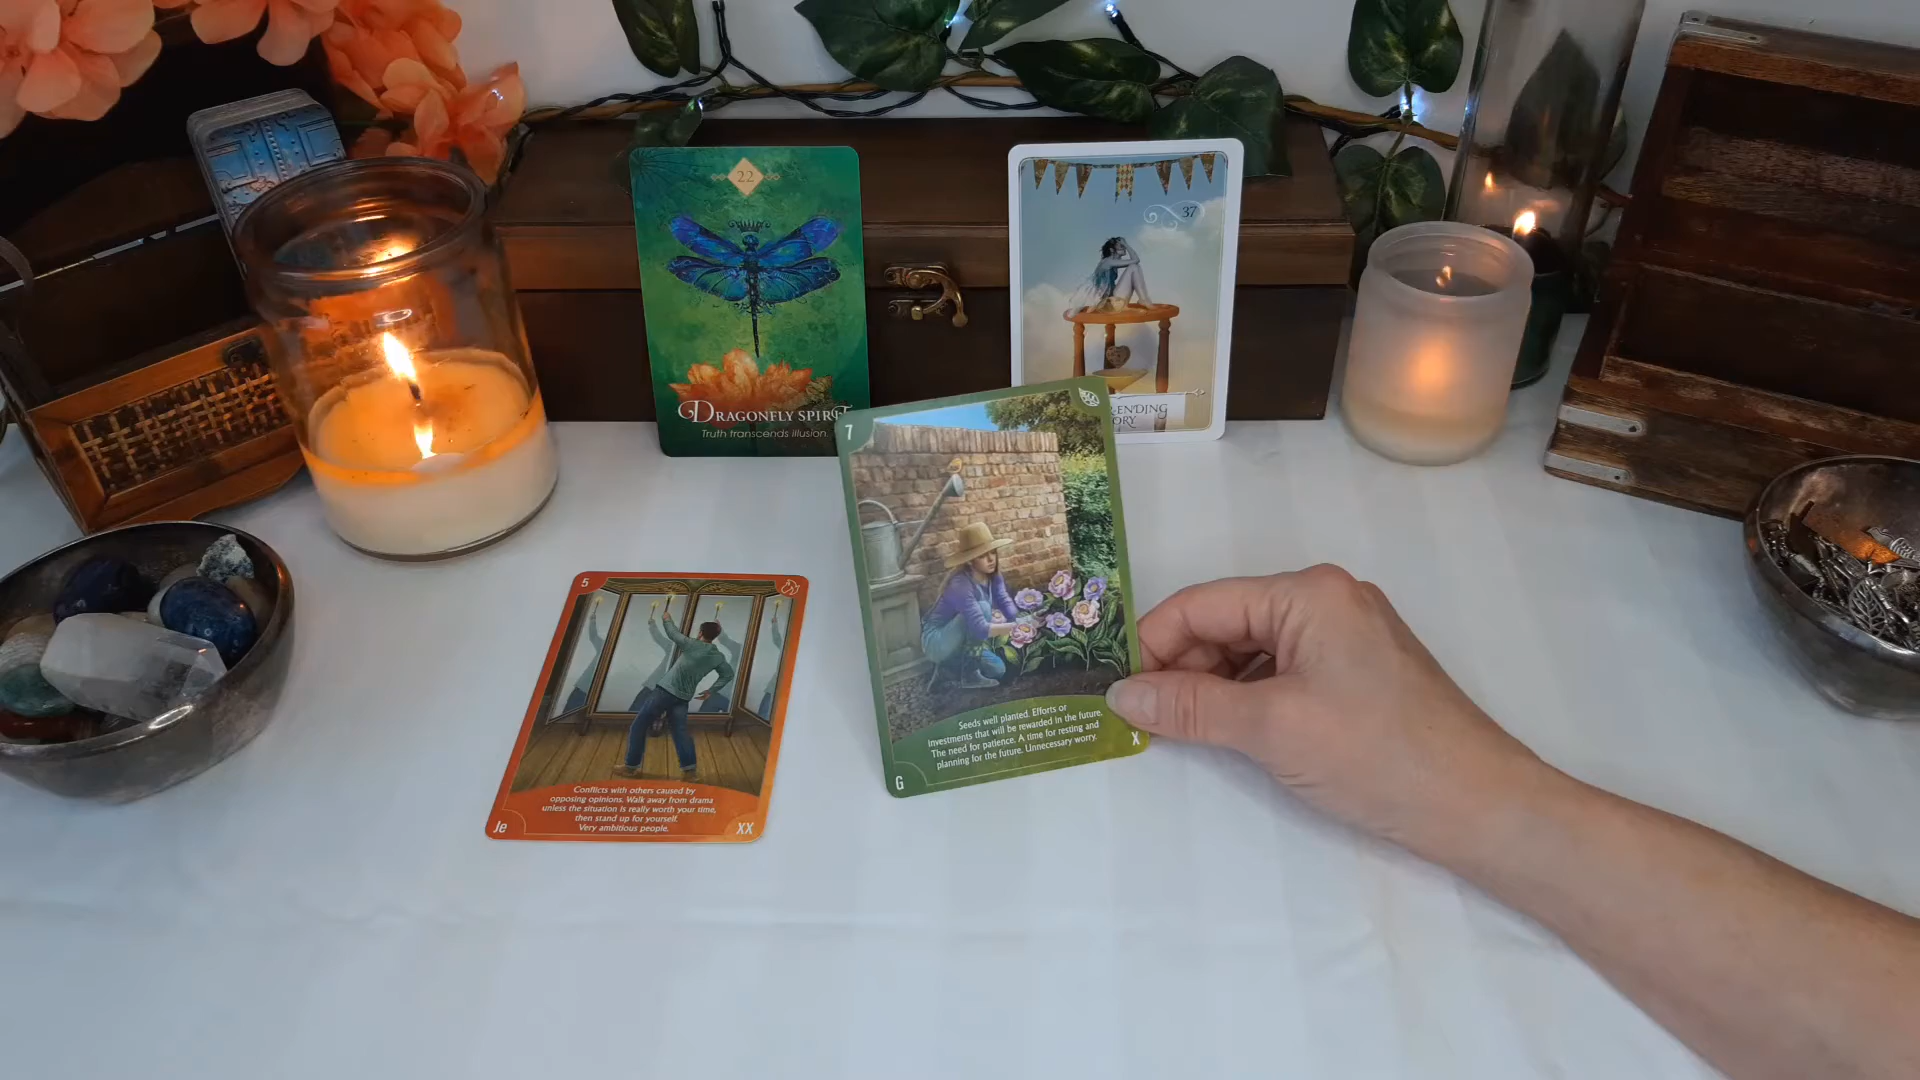 22
DRAGONFLY SPIRIT
Truth transcends illusion.
37
5
Conflicts with others caused by
opposing opinions. Walk away from drama
unless the situation is really worth your time,
then stand up for yourself.
Very ambitious people.
Je
XX
7
Seeds well planted. Efforts or
investments that will be rewarded in the future.
The need for patience. A time for resting and
planning for the future. Unnecessary worry.
G
X